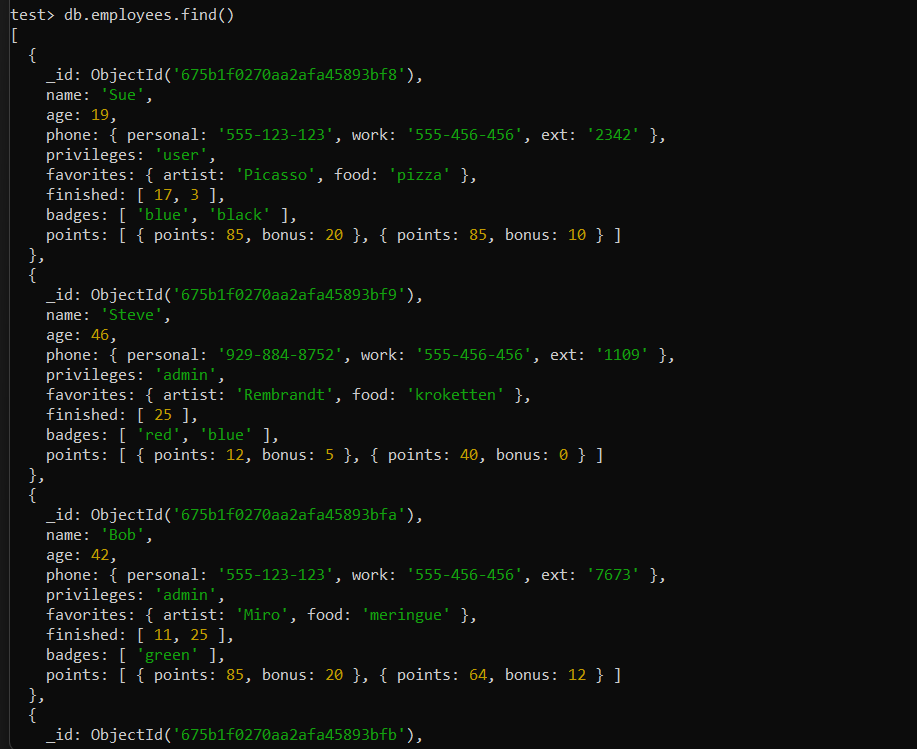 test> db.employees.find()
[
  {
    _id: ObjectId('675b1f0270aa2afa45893bf8'),
    name: 'Sue',
    age: 19,
    phone: { personal: '555-123-123', work: '555-456-456', ext: '2342' },
    privileges: 'user',
    favorites: { artist: 'Picasso', food: 'pizza' },
    finished: [ 17, 3 ],
    badges: [ 'blue', 'black' ],
    points: [ { points: 85, bonus: 20 }, { points: 85, bonus: 10 } ]
  },
  {
    _id: ObjectId('675b1f0270aa2afa45893bf9'),
    name: 'Steve',
    age: 46,
    phone: { personal: '929-884-8752', work: '555-456-456', ext: '1109' },
    privileges: 'admin',
    favorites: { artist: 'Rembrandt', food: 'kroketten' },
    finished: [ 25 ],
    badges: [ 'red', 'blue' ],
    points: [ { points: 12, bonus: 5 }, { points: 40, bonus: 0 } ]
  },
  {
    _id: ObjectId('675b1f0270aa2afa45893bfa'),
    name: 'Bob',
    age: 42,
    phone: { personal: '555-123-123', work: '555-456-456', ext: '7673' },
    privileges: 'admin',
    favorites: { artist: 'Miro', food: 'meringue' },
    finished: [ 11, 25 ],
    badges: [ 'green' ],
    points: [ { points: 85, bonus: 20 }, { points: 64, bonus: 12 } ]
  },
  {
    _id: ObjectId('675b1f0270aa2afa45893bfb'),